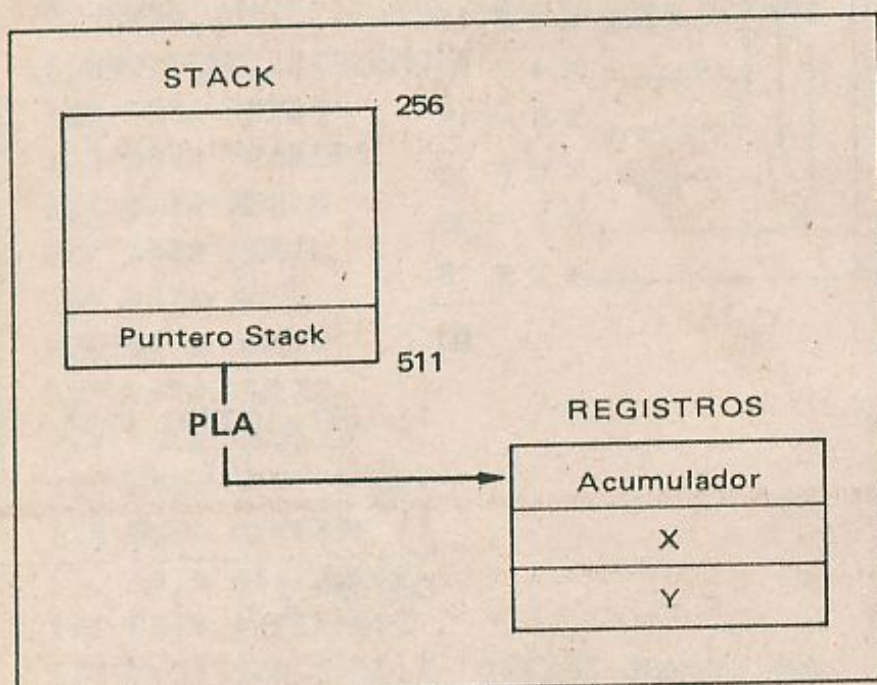 STACK
256
Puntero Stack
511
PLA
REGISTROS
Acumulador
X
Y